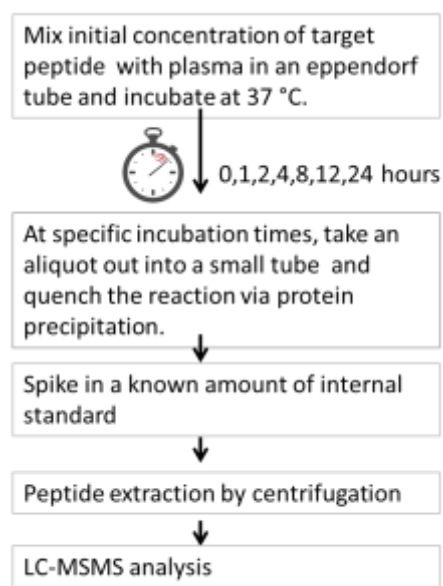 Mix initial concentration of target
peptide with plasma in an eppendorf
tube and incubate at 37 °C.
0,1,2,4,8,12,24 hours
At specific incubation times, take an
aliquot out into a small tube and
quench the reaction via protein
precipitation.
Spike in a known amount of internal
standard
Peptide extraction by centrifugation
LC-MSMS analysis